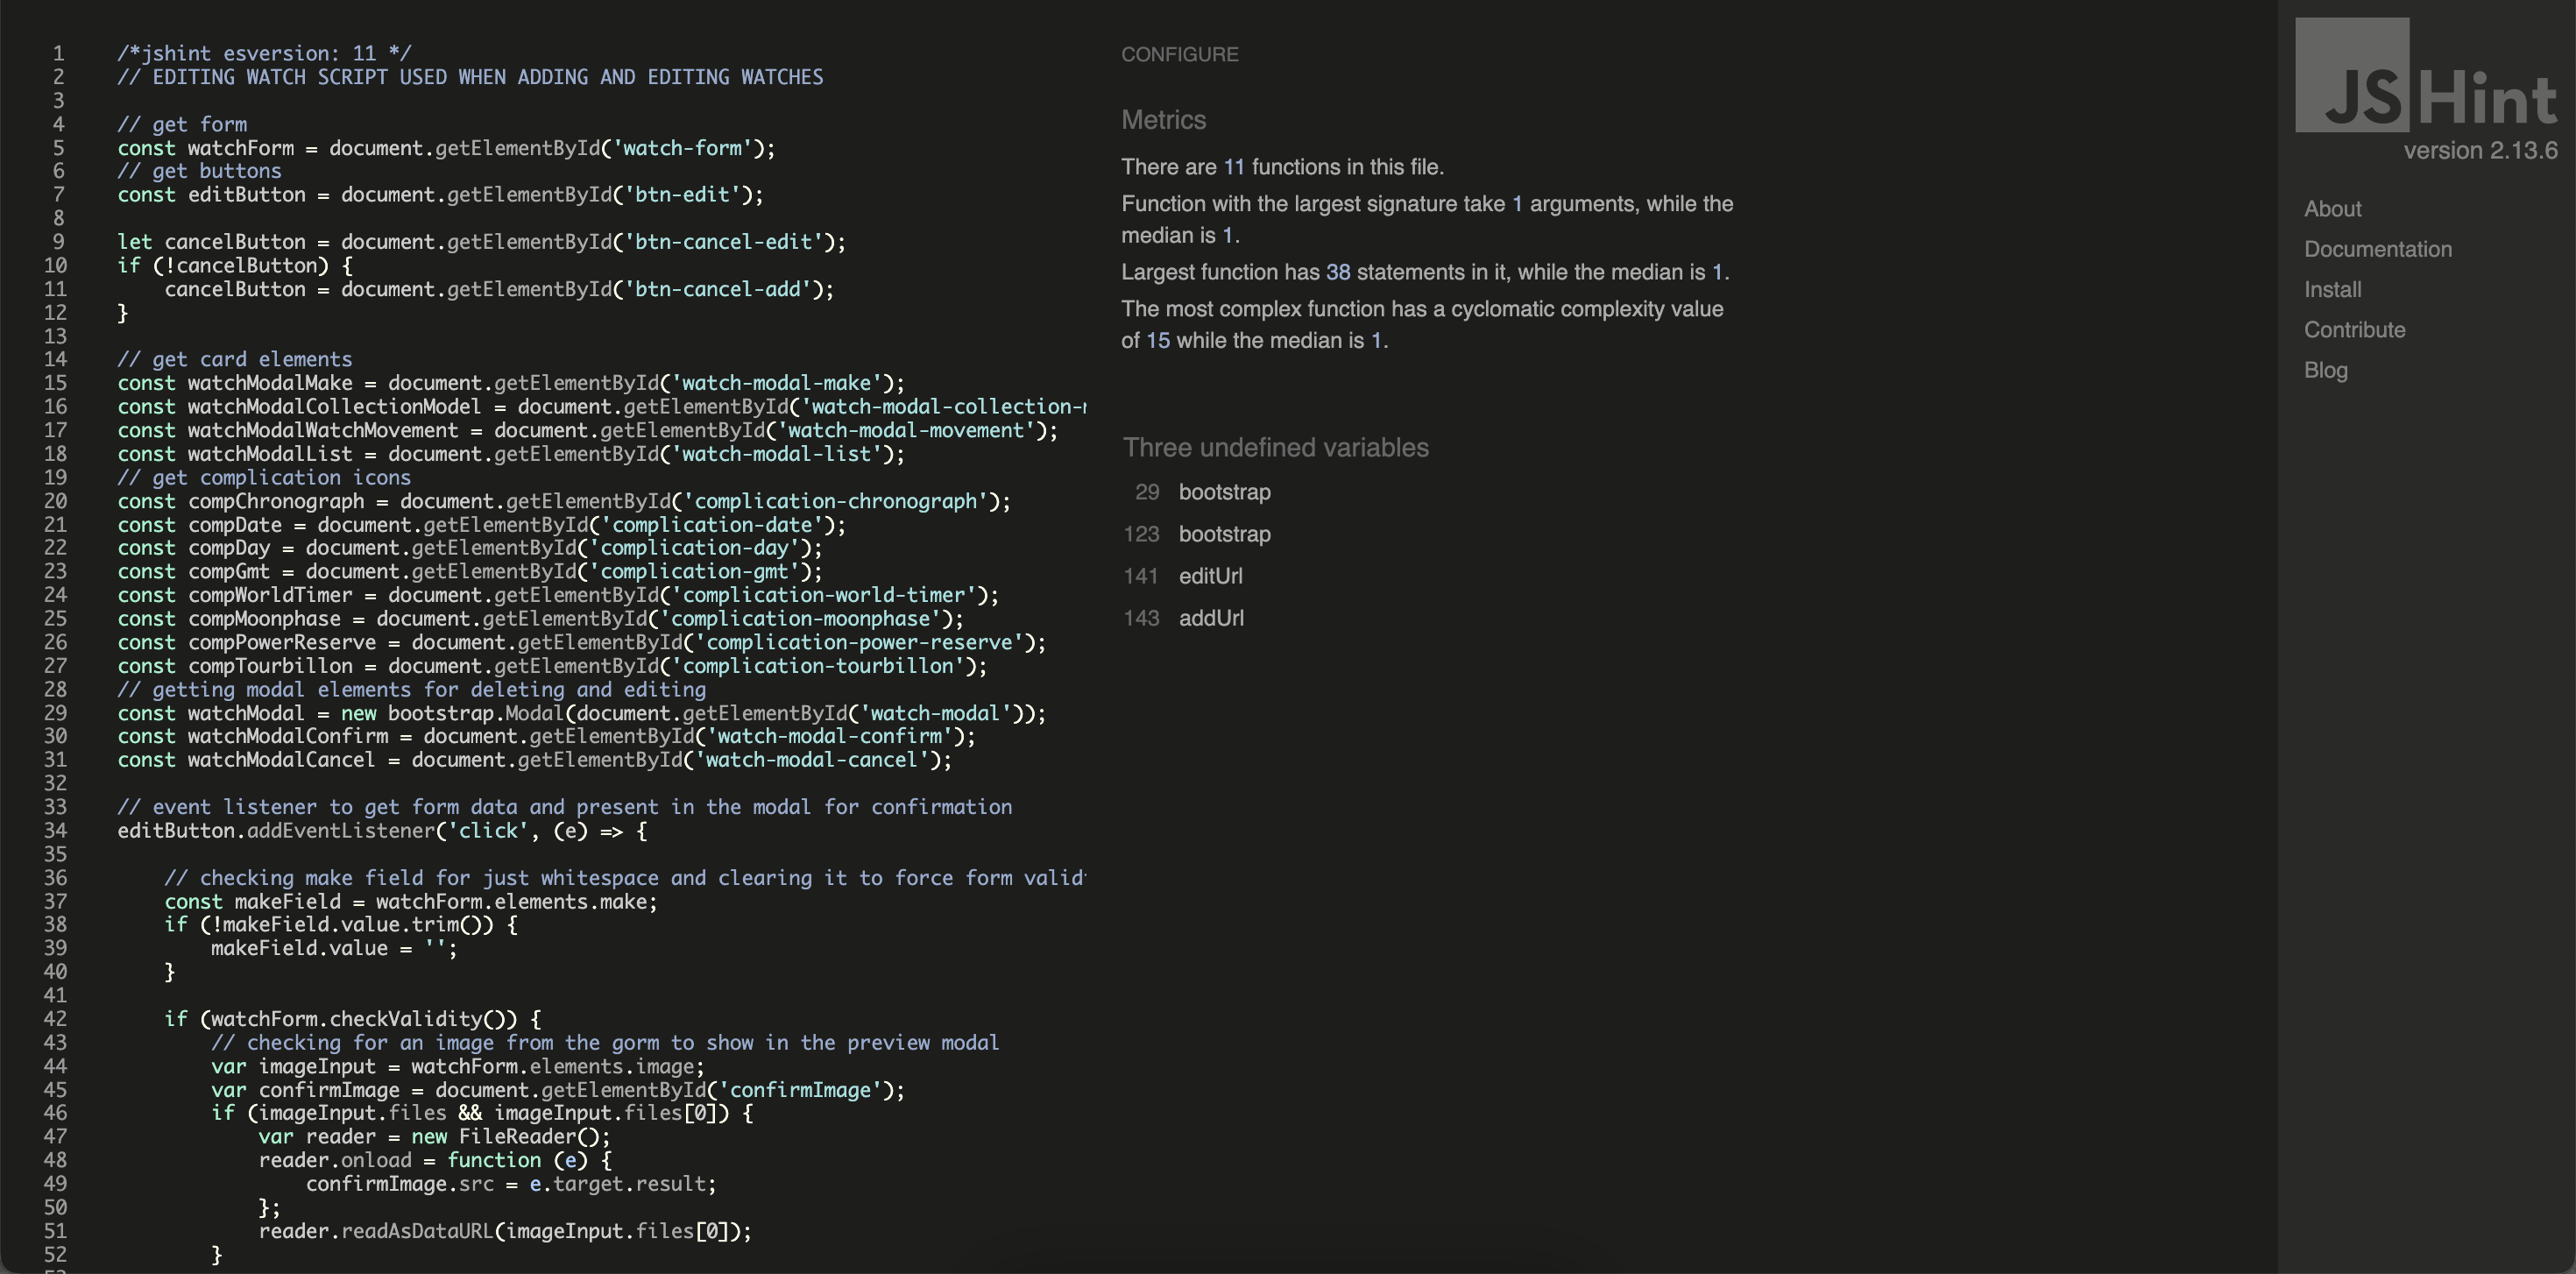 1 /*jshint esversion: 11 */
2 // EDITING WATCH SCRIPT USED WHEN ADDING AND EDITING WATCHES
3
4 // get form
5 const watchForm = document.getElementById('watch-form');
6 // get buttons
7 const editButton = document.getElementById('btn-edit');
8
9 let cancelButton = document.getElementById('btn-cancel-edit');
10 if (!cancelButton) {
11 cancelButton = document.getElementById('btn-cancel-add');
12 }
13
14 // get card elements
15 const watchModalMake = document.getElementById('watch-modal-make');
16 const watchModalCollectionModel = document.getElementById('watch-modal-collection-
17 const watchModalWatchMovement = document.getElementById('watch-modal-movement');
18 const watchModalList = document.getElementById('watch-modal-list');
19 // get complication icons
20 const compChronograph = document.getElementById('complication-chronograph');
21 const compDate = document.getElementById('complication-date');
22 const compDay = document.getElementById('complication-day');
23 const compGmt = document.getElementById('complication-gmt');
24 const compWorldTimer = document.getElementById('complication-world-timer');
25 const compMoonphase = document.getElementById('complication-moonphase');
26 const compPowerReserve = document.getElementById('complication-power-reserve');
27 const compTourbillon = document.getElementById('complication-tourbillon');
28 // getting modal elements for deleting and editing
29 const watchModal = new bootstrap.Modal(document.getElementById('watch-modal'));
30 const watchModalConfirm = document.getElementById('watch-modal-confirm');
31 const watchModalCancel = document.getElementById('watch-modal-cancel');
32
33 // event listener to get form data and present in the modal for confirmation
34 editButton.addEventListener('click', (e) => {
35
36 // checking make field for just whitespace and clearing it to force form valid
37 const makeField = watchForm.elements.make;
38 if (!makeField.value.trim()) {
39 makeField.value = '';
40 }
41
42 if (watchForm.checkValidity()) {
43 // checking for an image from the gorm to show in the preview modal
44 var imageInput = watchForm.elements.image;
45 var confirmImage = document.getElementById('confirmImage');
46 if (imageInput.files && imageInput.files[0]) {
47 var reader = new FileReader();
48 reader.onload = function (e) {
49 confirmImage.src = e.target.result;
50 };
51 reader.readAsDataURL(imageInput.files[0]);
52 }
CONFIGURE
Metrics
There are 11 functions in this file.
Function with the largest signature take 1 arguments, while the
median is 1.
Largest function has 38 statements in it, while the median is 1.
The most complex function has a cyclomatic complexity value
of 15 while the median is 1.
Three undefined variables
29 bootstrap
123 bootstrap
141 editUrl
143 addUrl
JSHint
version 2.13.6
About
Documentation
Install
Contribute
Blog